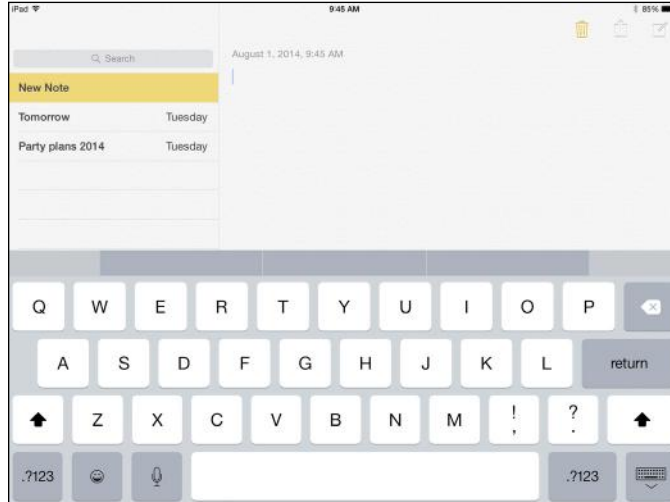 iPad 9:45 AM 85%
Search
August 1, 2014, 9:45 AM
New Note
Tomorrow Tuesday
Party plans 2014 Tuesday
Q W E R T Y U I O P
A S D F G H J K L return
Z X C V B N M ! , ? .
.?123 .?123